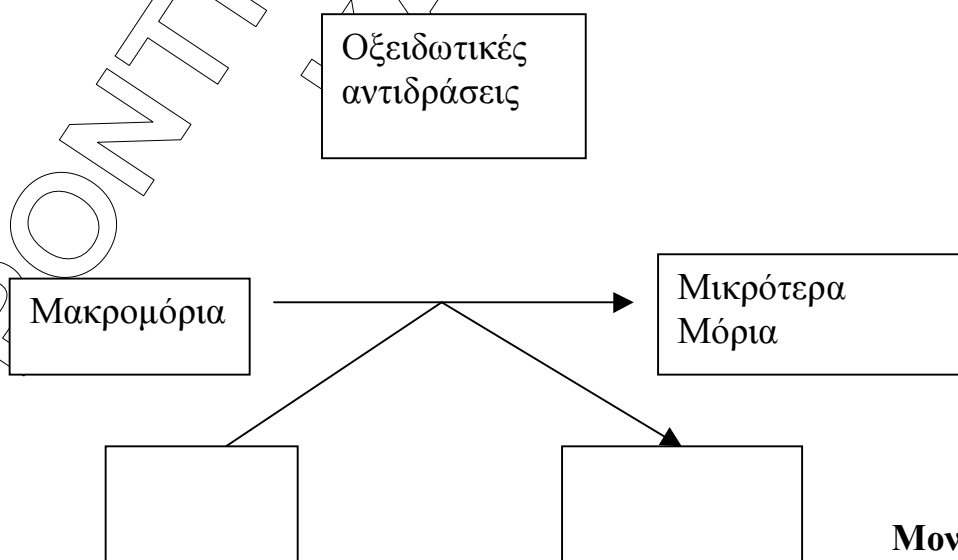 Οξειδωτικές
αντιδράσεις
Μακρομόρια
Μικρότερα
Μόρια